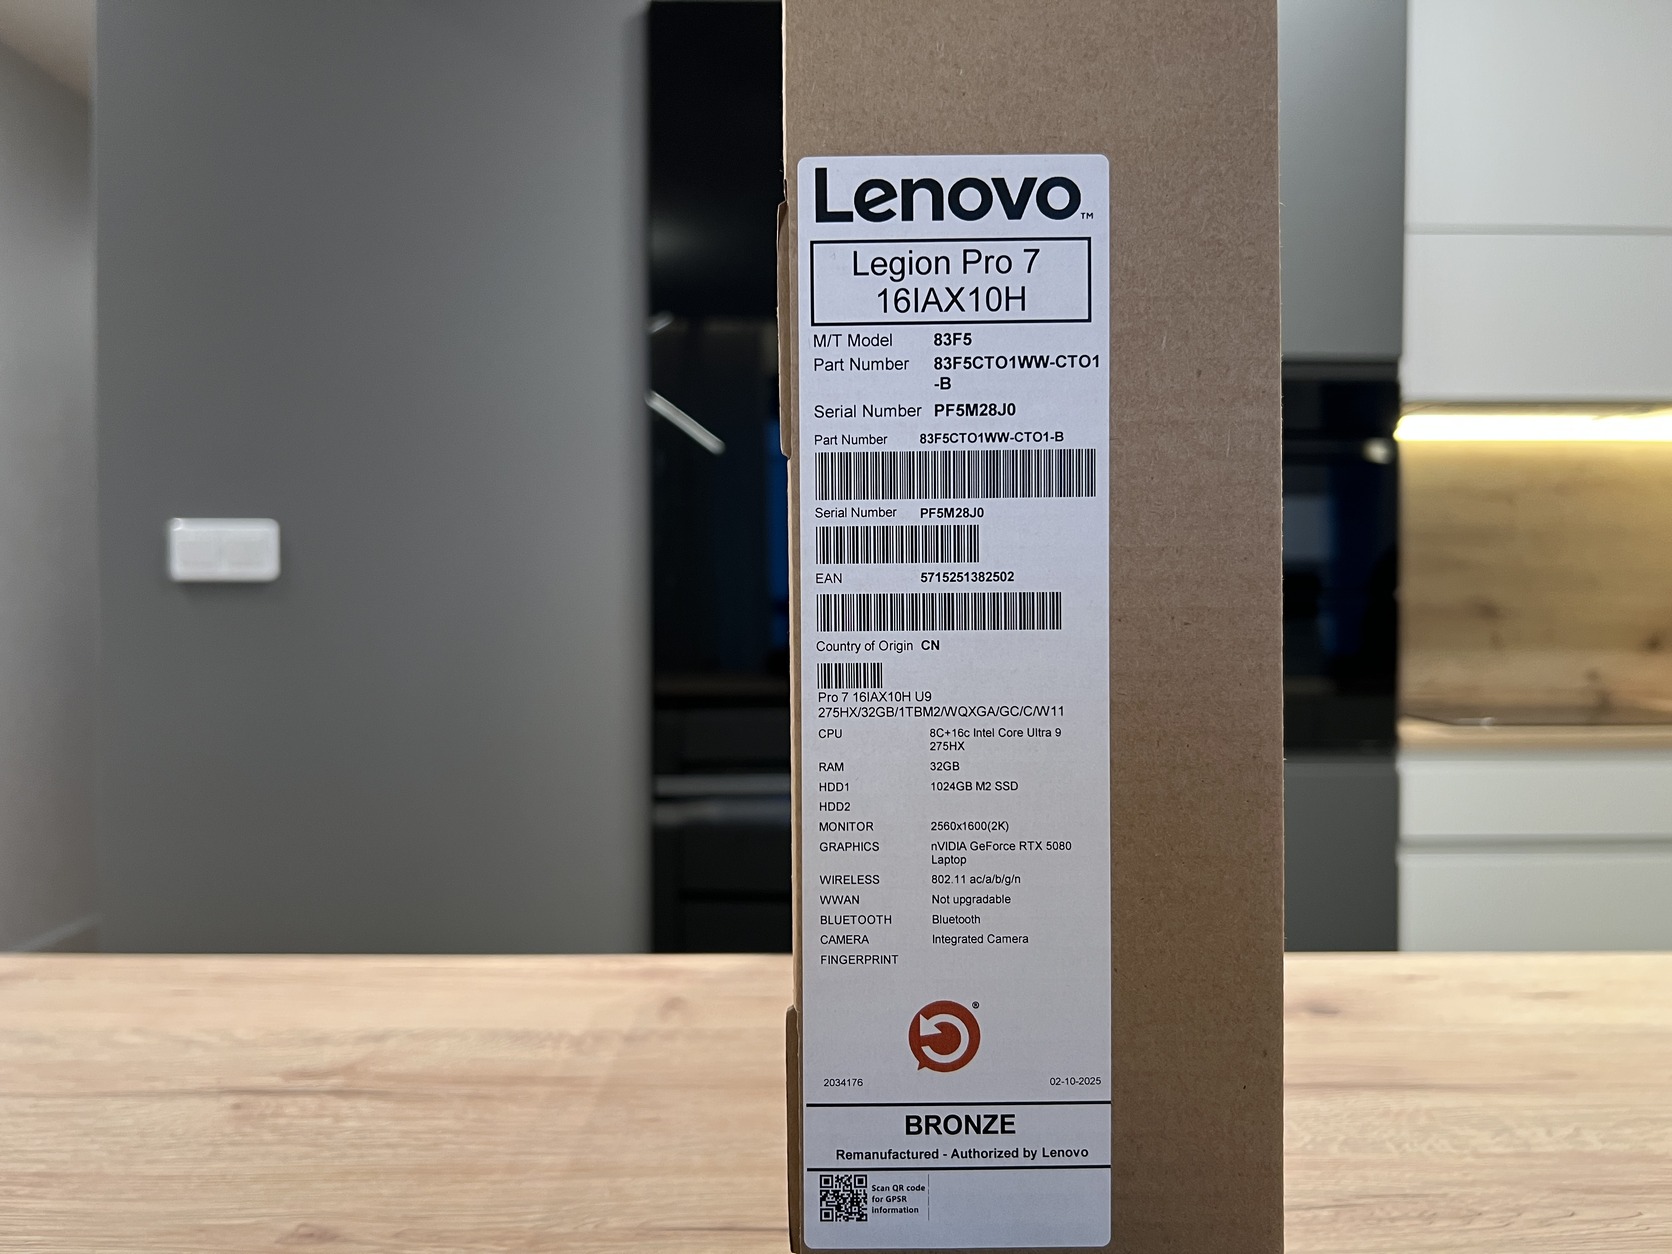 Lenovo™
Legion Pro 7
16IAX10H
M/T Model 83F5
Part Number 83F5CTO1WW-CTO1
-B
Serial Number PF5M28J0
Part Number 83F5CTO1WW-CTO1-B
Serial Number PF5M28J0
EAN 5715251382502
Country of Origin CN
Pro 7 16IAX10H U9
275HX/32GB/1TBM2/WQXGA/GC/C/W11
CPU 8C+16c Intel Core Ultra 9
275HX
RAM 32GB
HDD1 1024GB M2 SSD
HDD2
MONITOR 2560x1600(2K)
GRAPHICS nVIDIA GeForce RTX 5080
Laptop
WIRELESS 802.11 ac/a/b/g/n
WWAN Not upgradable
BLUETOOTH Bluetooth
CAMERA Integrated Camera
FINGERPRINT
®
2034176 02-10-2025
BRONZE
Remanufactured - Authorized by Lenovo
Scan QR code
for GPSR
information